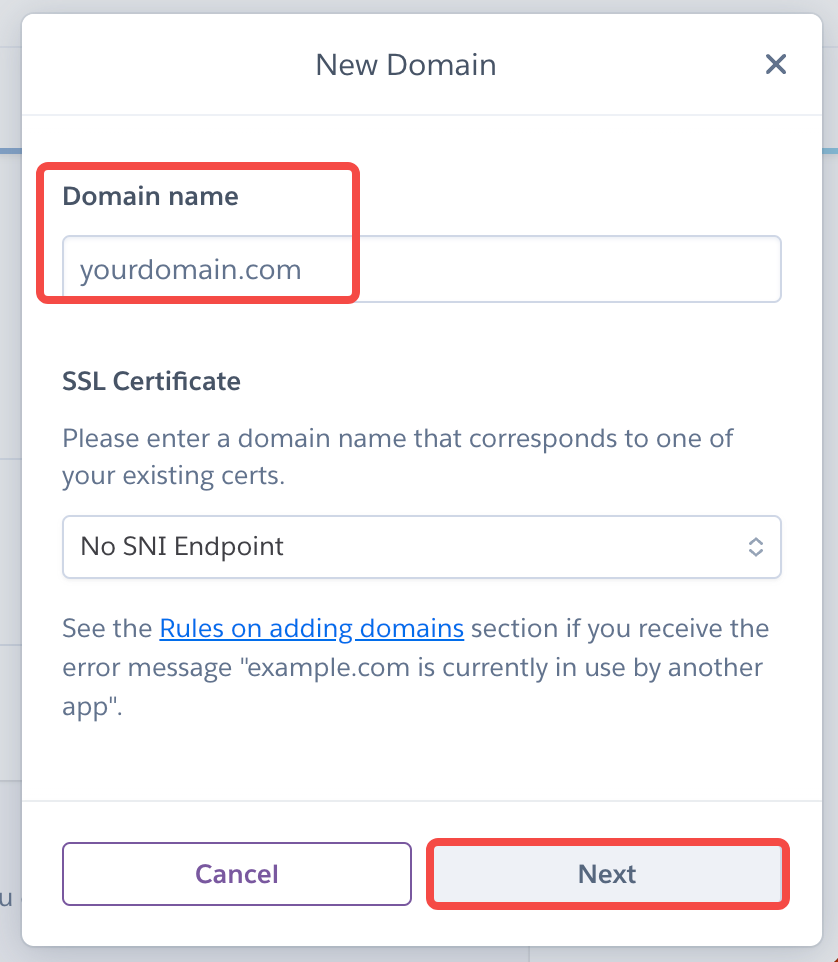 New Domain
Domain name
yourdomain.com
SSL Certificate
Please enter a domain name that corresponds to one of
your existing certs.
No SNI Endpoint
See the Rules on adding domains section if you receive the
error message "example.com is currently in use by another
app".
Cancel
Next